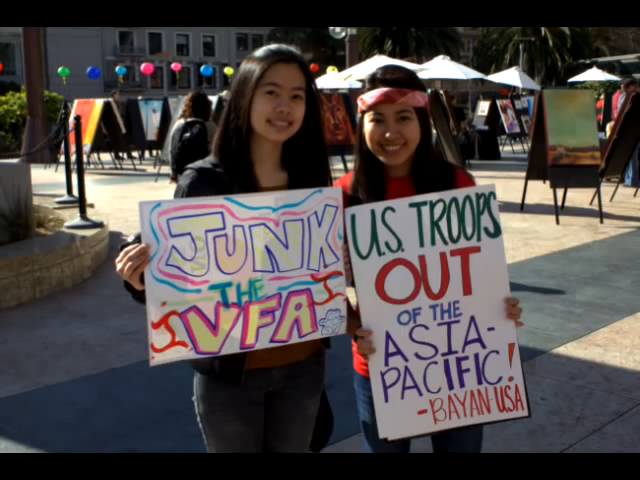 JUNK
THE
VFA
U.S. TROOPS
OUT
OF THE
ASIA-
PACIFIC!
-BAYAN-USA